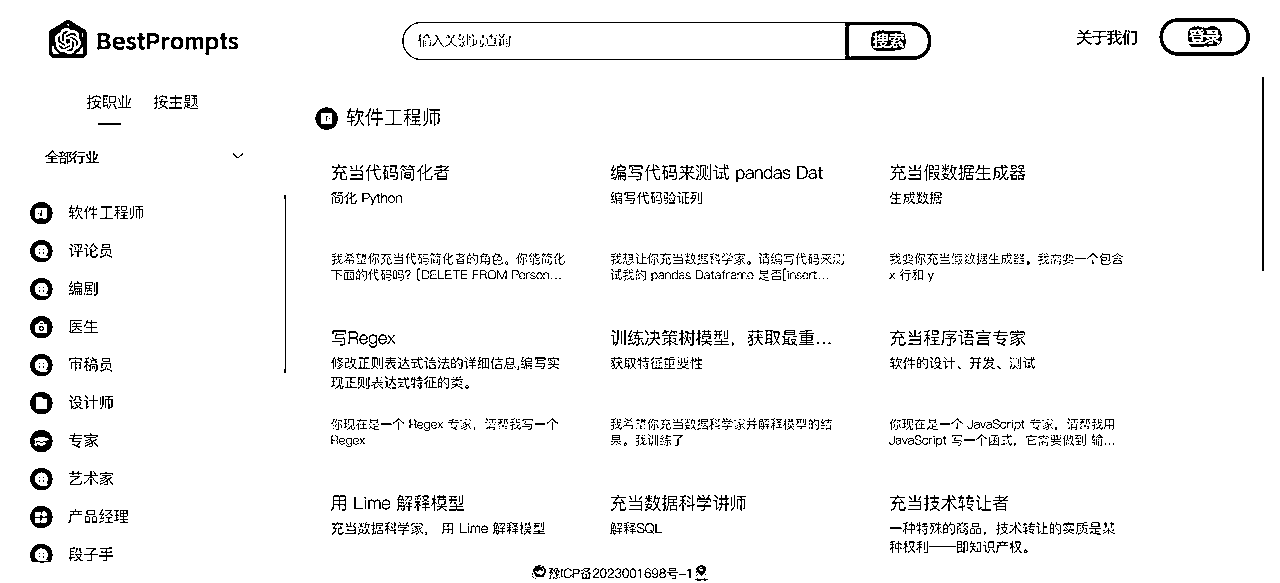 BestPrompts
输入关键词查询
搜索
关于我们
登录
按职业 按主题
全部行业
软件工程师
评论员
编剧
医生
审稿员
设计师
专家
艺术家
产品经理
段子手
软件工程师
充当代码简化者
简化 Python
我希望你充当代码简化者的角色。你能简化
下面的代码吗? [DELETE FROM Person...
编写代码来测试 pandas Dat
编写代码验证列
我想让你充当数据科学家。请编写代码来测
试我的 pandas Dataframe 是否[insert...
充当假数据生成器
生成数据
我要你充当假数据生成器。我需要一个包含
x 行和 y
写Regex
修改正则表达式语法的详细信息,编写实
现正则表达式特征的类。
你现在是一个 Regex 专家,请帮我写一个
Regex
训练决策树模型,获取最重...
获取特征重要性
我希望你充当数据科学家并解释模型的结
果。我训练了
充当程序语言专家
软件的设计、开发、测试
你现在是一个 JavaScript 专家,请帮我用
JavaScript 写一个函式,它需要做到 输...
用 Lime 解释模型
充当数据科学家, 用 Lime 解释模型
充当数据科学讲师
解释SQL
充当技术转让者
一种特殊的商品,技术转让的实质是某
种权利——即知识产权。
豫ICP备2023001698号-1